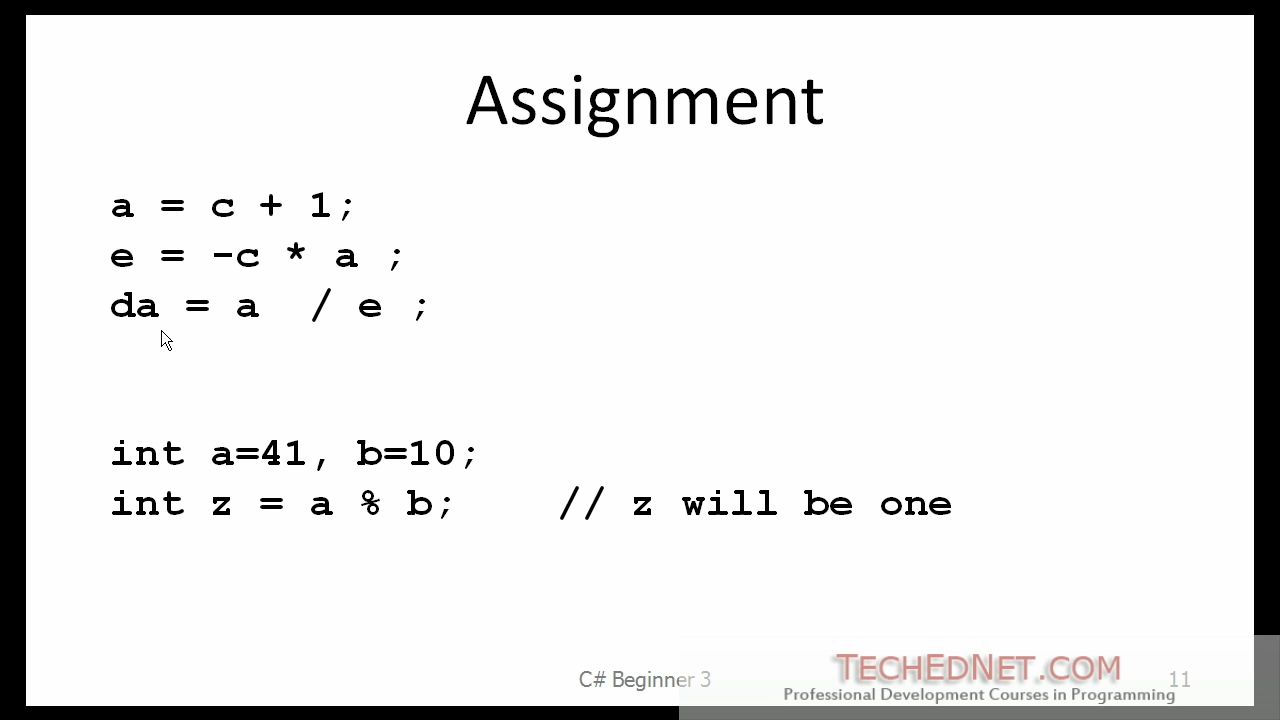 Assignment
a = c + 1;
e = -c * a ;
da = a  / e ;
int a=41, b=10;
int z = a % b;    // z will be one
C# Beginner 3
TECHEDNET.COM
Professional Development Courses in Programming
11